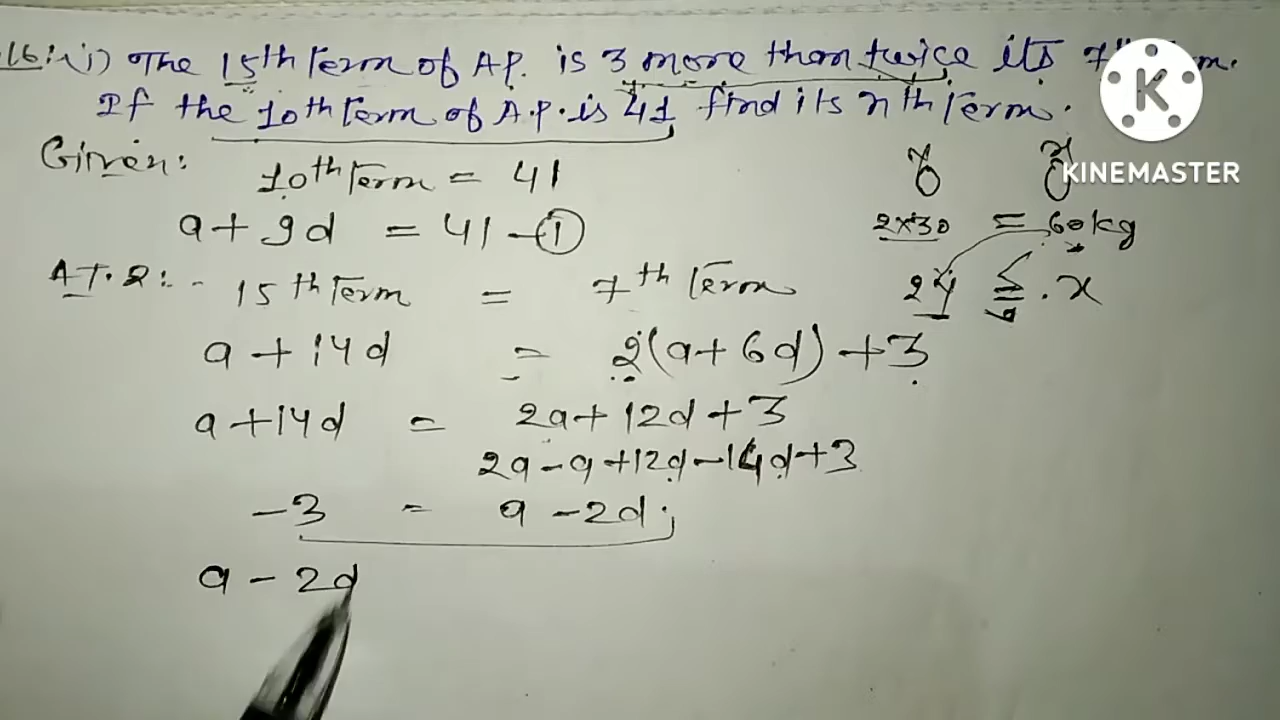 16:(i) The 15th Term of A.P. is 3 more than twice its 7th Term.
If the 10th Term of A.P. is 41 find its nth Term.
Given: 10th Term = 41
a + 9d = 41 - ①
A.T.Q:- 15th Term = 7th Term
a + 14d = 2(a + 6d) + 3
a + 14d = 2a + 12d + 3
2a - a + 12d - 14d + 3
-3 = a - 2d
a - 2d
K
KINEMASTER
2×30 = 60kg
2y = x